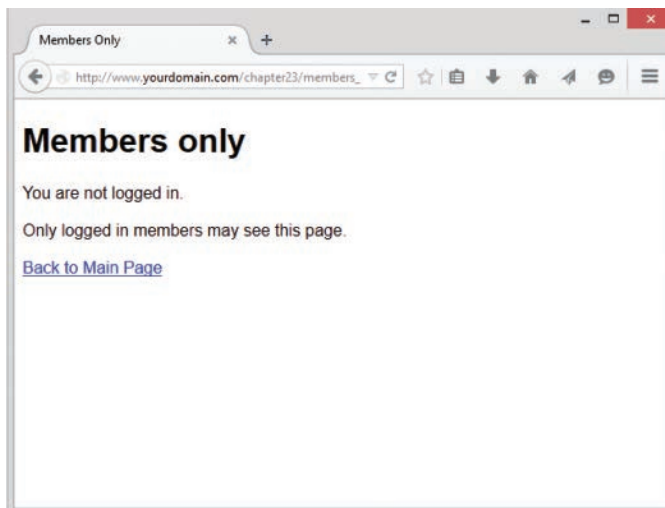 Members Only
http://www.yourdomain.com/chapter23/members_
Members only
You are not logged in.
Only logged in members may see this page.
Back to Main Page